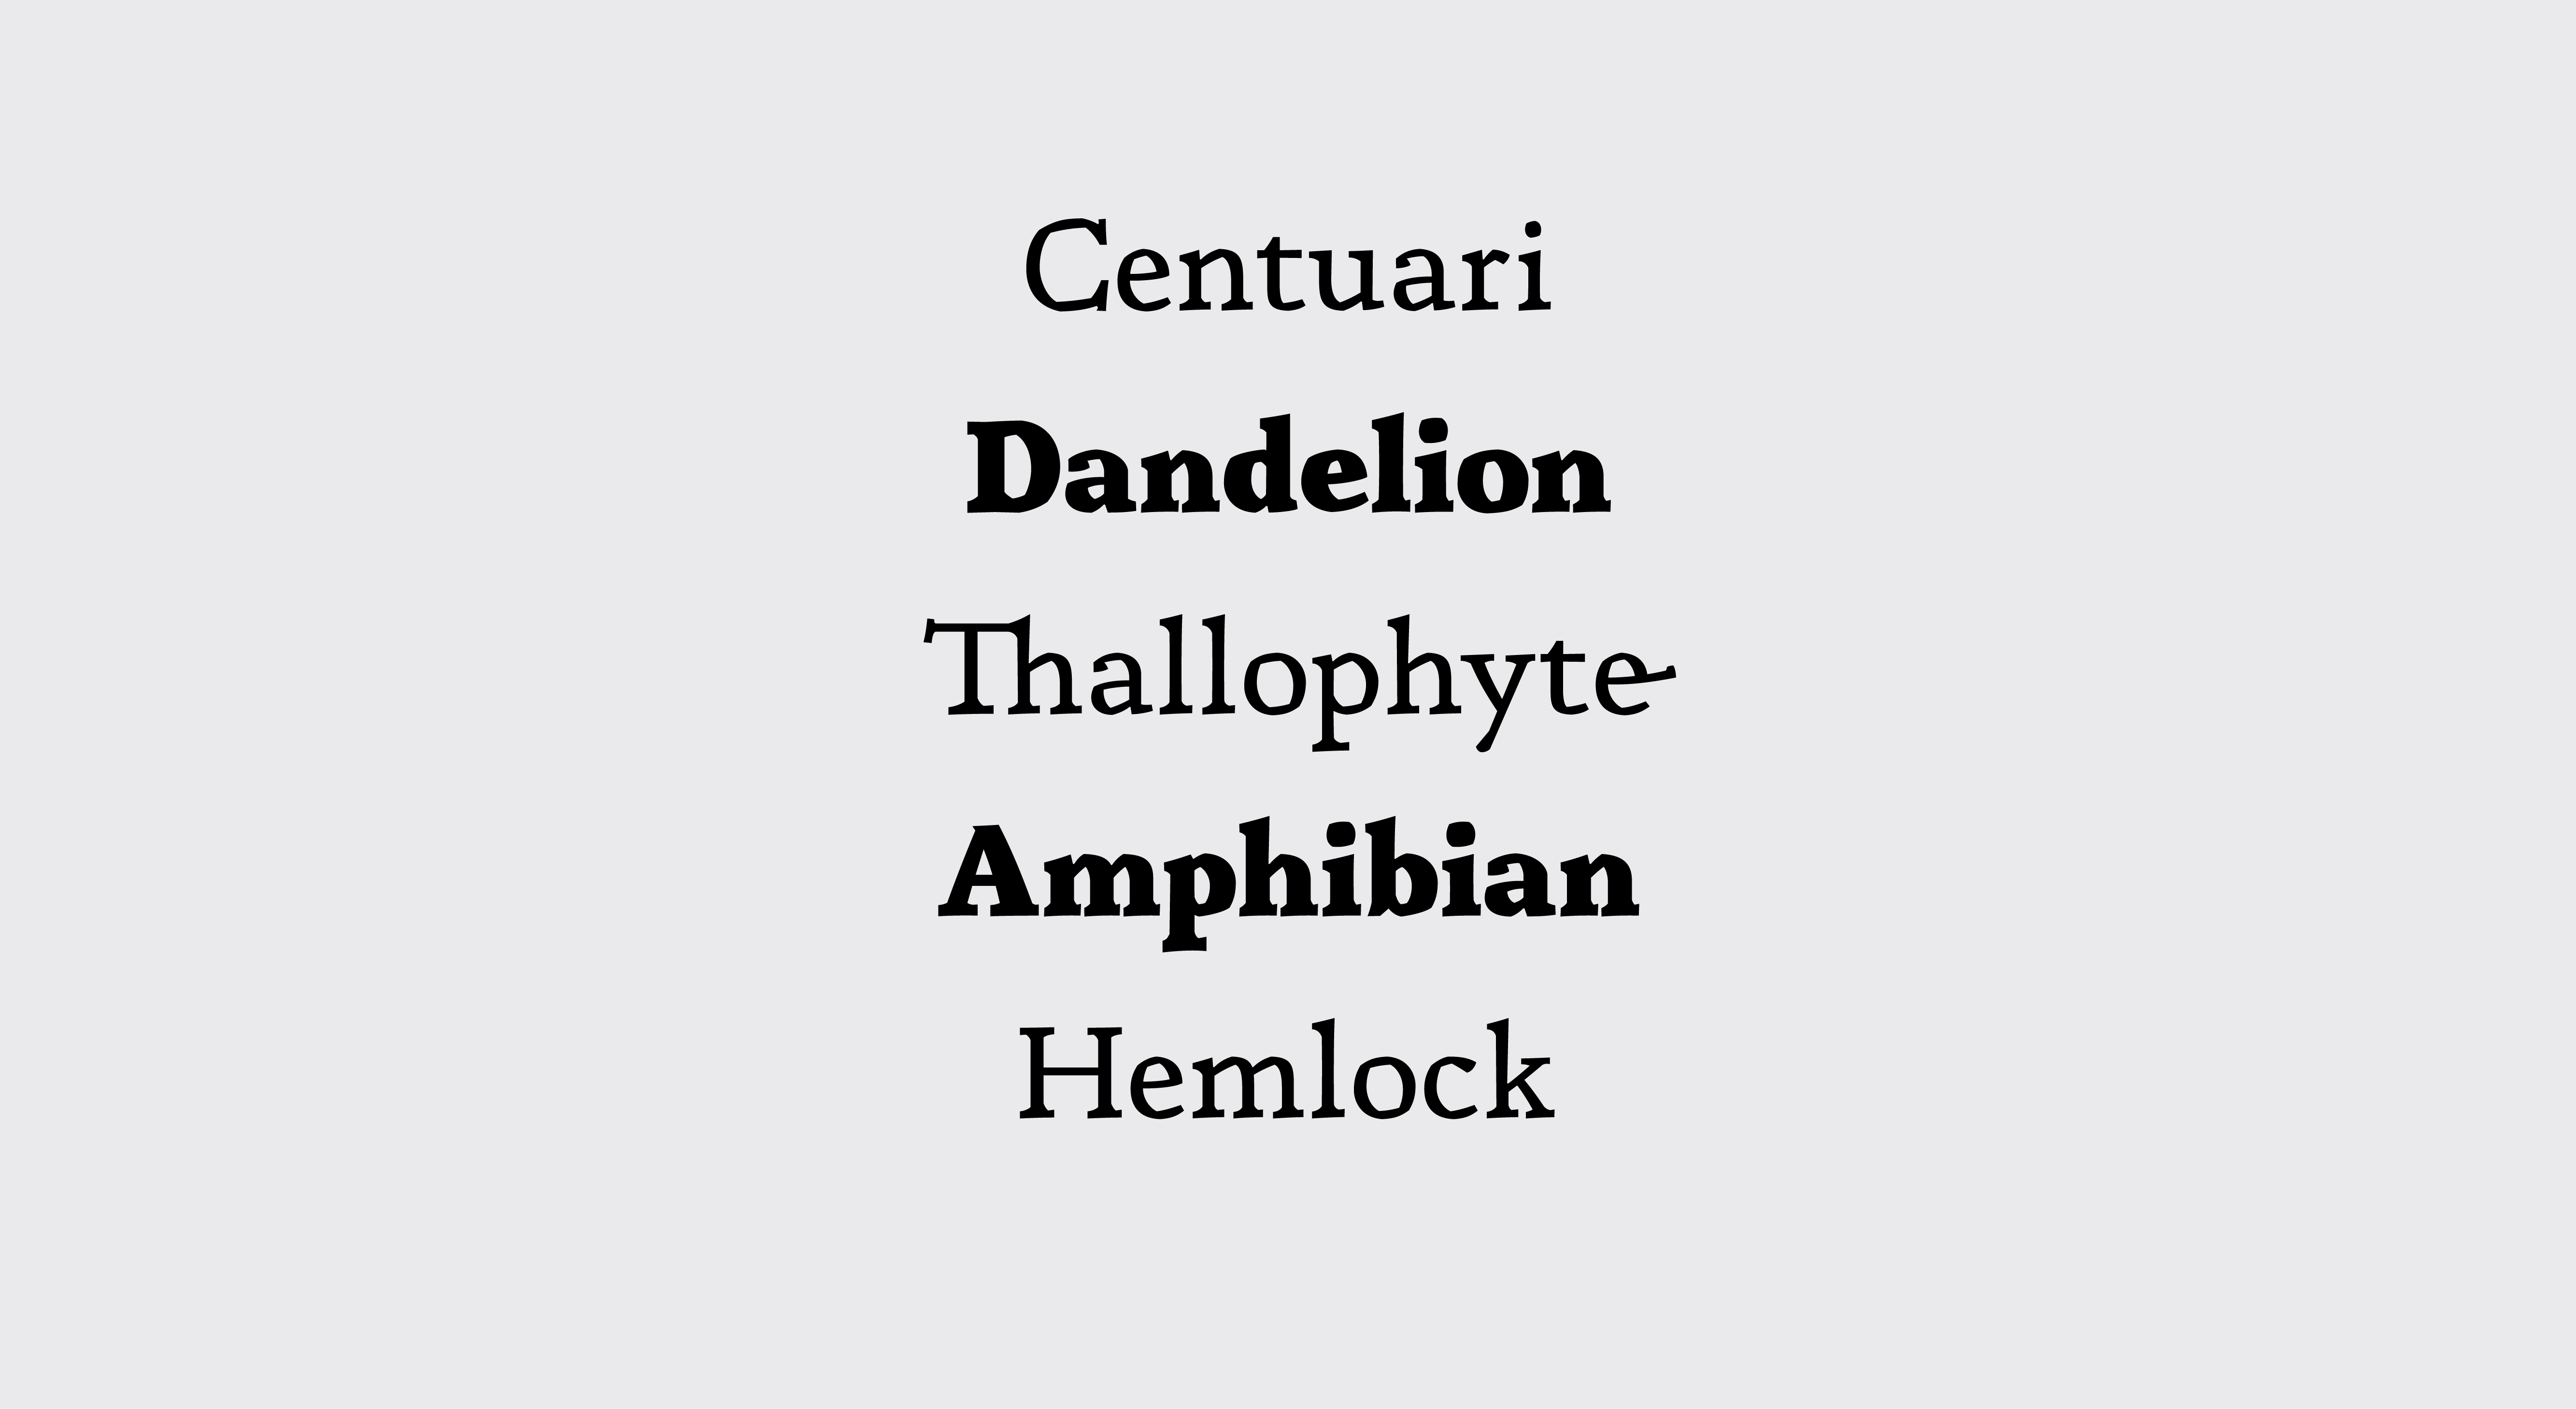 Centuari
Dandelion
Thallophyte
Amphibian
Hemlock